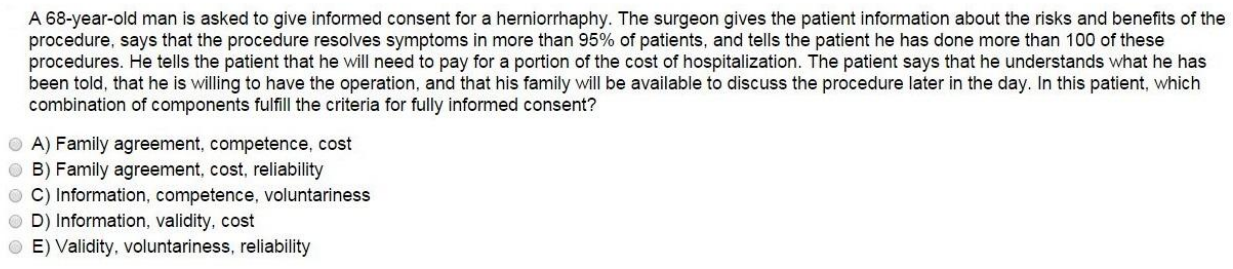 A 68-year-old man is asked to give informed consent for a herniorrhaphy. The surgeon gives the patient information about the risks and benefits of the
procedure, says that the procedure resolves symptoms in more than 95% of patients, and tells the patient he has done more than 100 of these
procedures. He tells the patient that he will need to pay for a portion of the cost of hospitalization. The patient says that he understands what he has
been told, that he is willing to have the operation, and that his family will be available to discuss the procedure later in the day. In this patient, which
combination of components fulfill the criteria for fully informed consent?
A) Family agreement, competence, cost
B) Family agreement, cost, reliability
C) Information, competence, voluntariness
D) Information, validity, cost
E) Validity, voluntariness, reliability